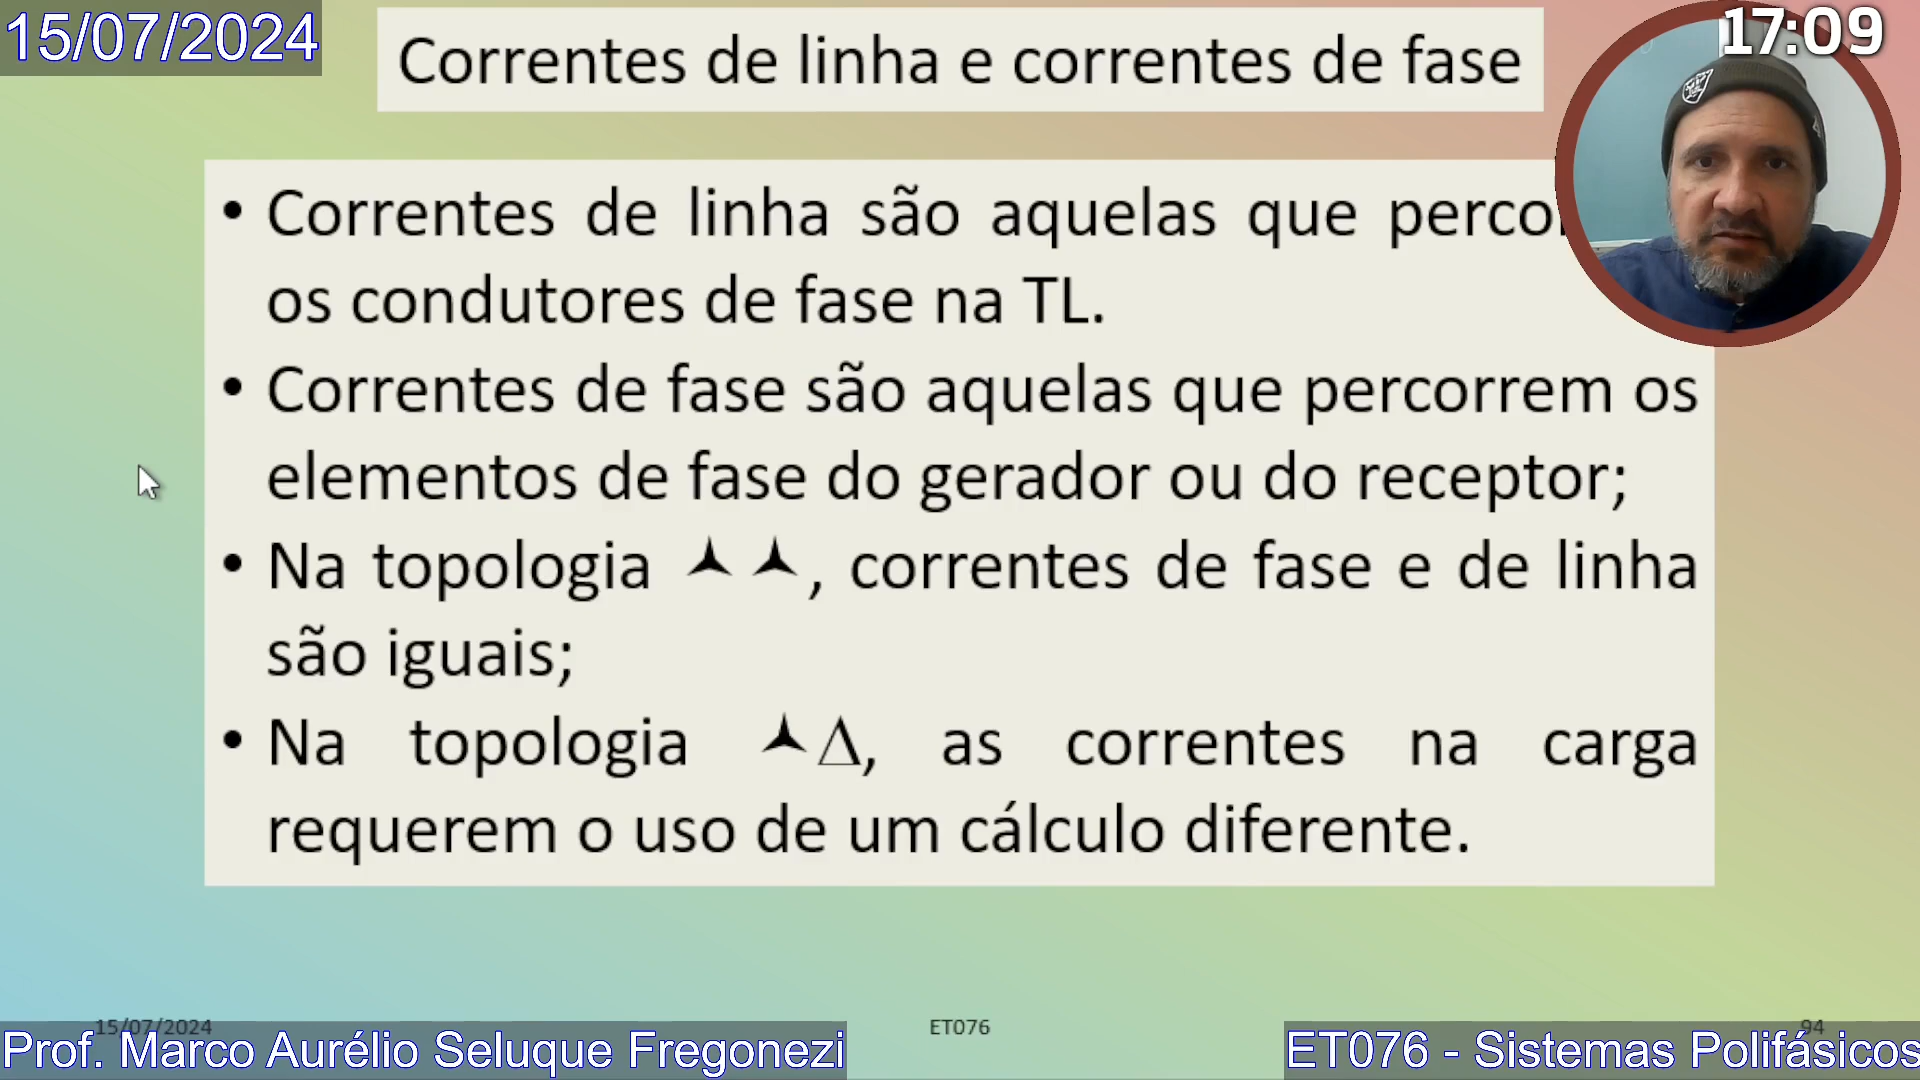 15/07/2024
Correntes de linha e correntes de fase
17:09
• Correntes de linha são aquelas que
os condutores de fase na TL.
• Correntes de fase são aquelas que percorrem os
elementos de fase do gerador ou do receptor;
• Na topologia ⅄⅄, correntes de fase e de linha
são iguais;
• Na topologia ⅄Δ, as correntes na carga
requerem o uso de um cálculo diferente.
15/07/2024
ET076
94
Prof. Marco Aurélio Seluque Fregonezi
ET076 - Sistemas Polifásicos